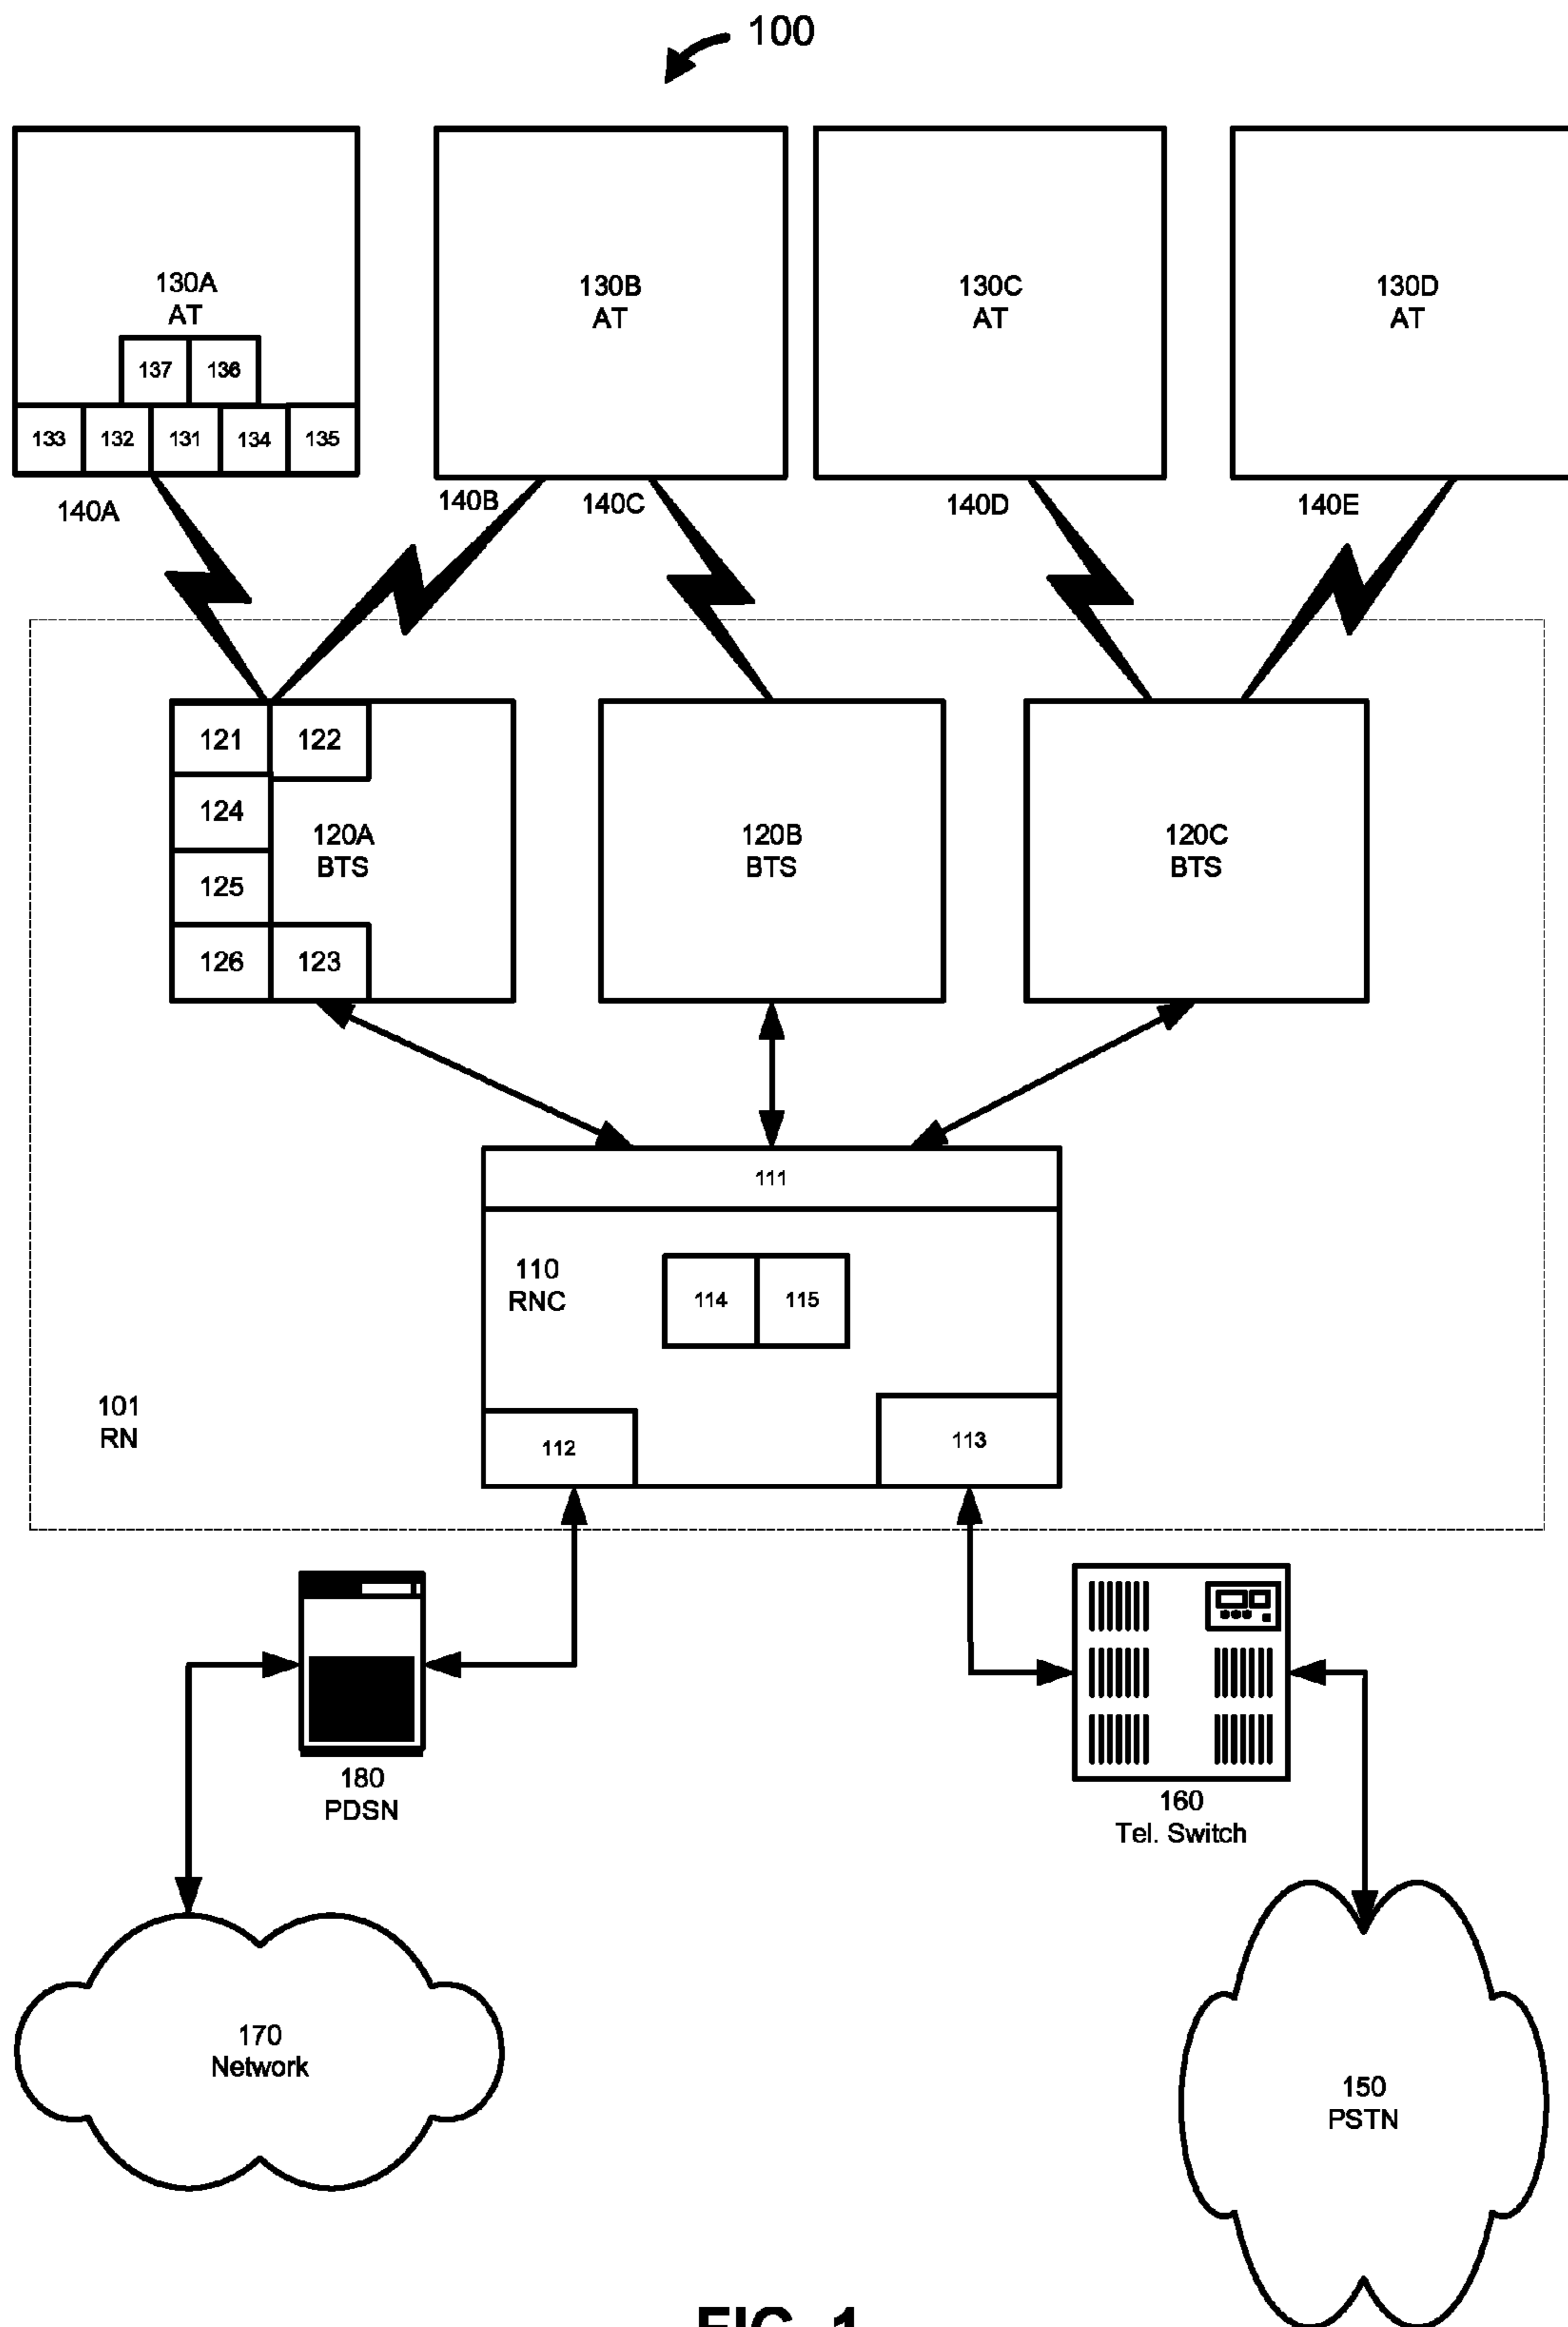 100
130A
AT
137 136
133 132 131 134 135
130B
AT
130C
AT
130D
AT
140A
140B
140C
140D
140E
121 122
124
125
126 123
120A
BTS
120B
BTS
120C
BTS
111
110
RNC
114 115
112
113
101
RN
180
PDSN
160
Tel. Switch
170
Network
150
PSTN
FIG. 1